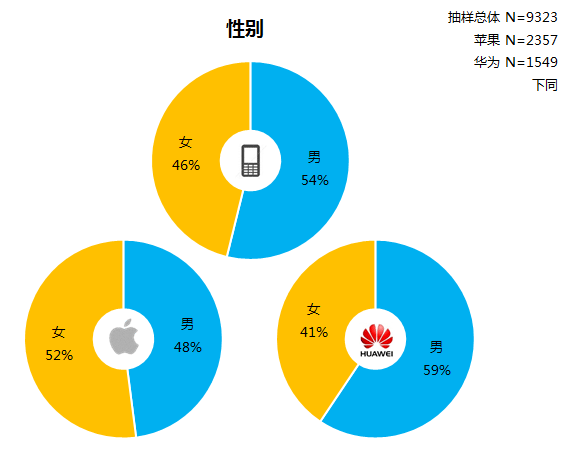 性别
抽样总体 N=9323
苹果 N=2357
华为 N=1549
下同
女
46%
男
54%
女
52%
男
48%
女
41%
HUAWEI
男
59%